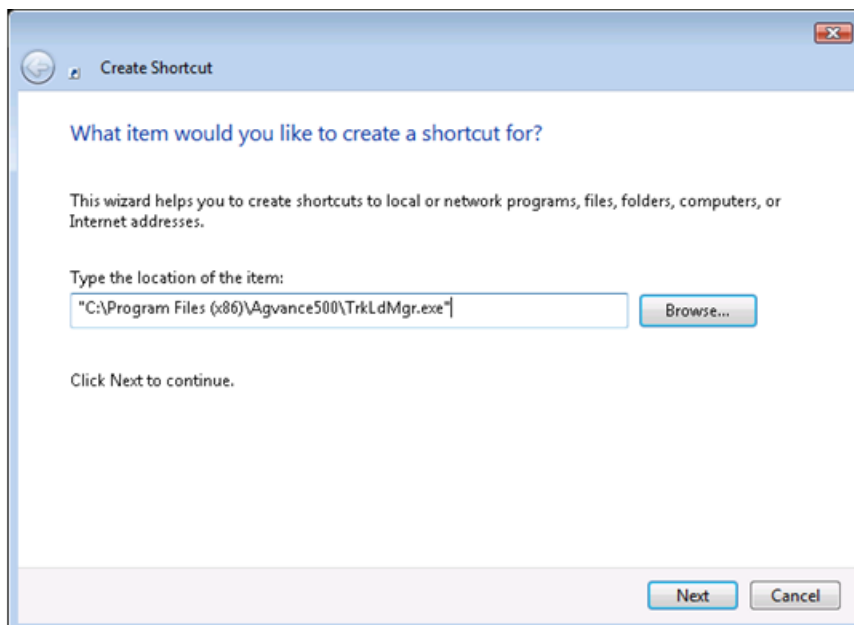 Create Shortcut
What item would you like to create a shortcut for?
This wizard helps you to create shortcuts to local or network programs, files, folders, computers, or
Internet addresses.
Type the location of the item:
"C:\Program Files (x86)\Agvance500\TrkLdMgr.exe"
Browse...
Click Next to continue.
Next
Cancel